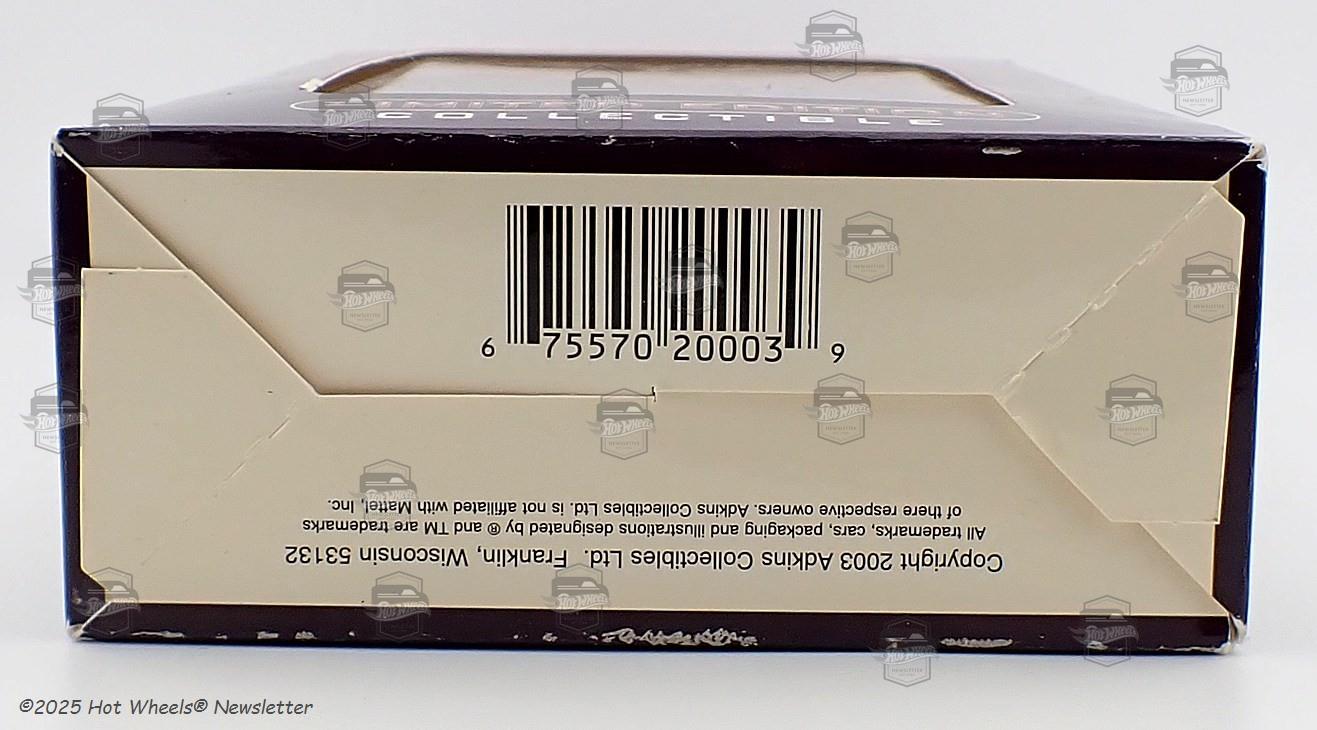 LIMITED EDITION
COLLECTIBLE
6 75570 20003 9
Copyright 2003 Adkins Collectibles Ltd. Franklin, Wisconsin 53132
All trademarks, cars, packaging and illustrations designated by ® and TM are trademarks
of there respective owners. Adkins Collectibles Ltd. is not affiliated with Mattel, Inc.
©2025 Hot Wheels® Newsletter